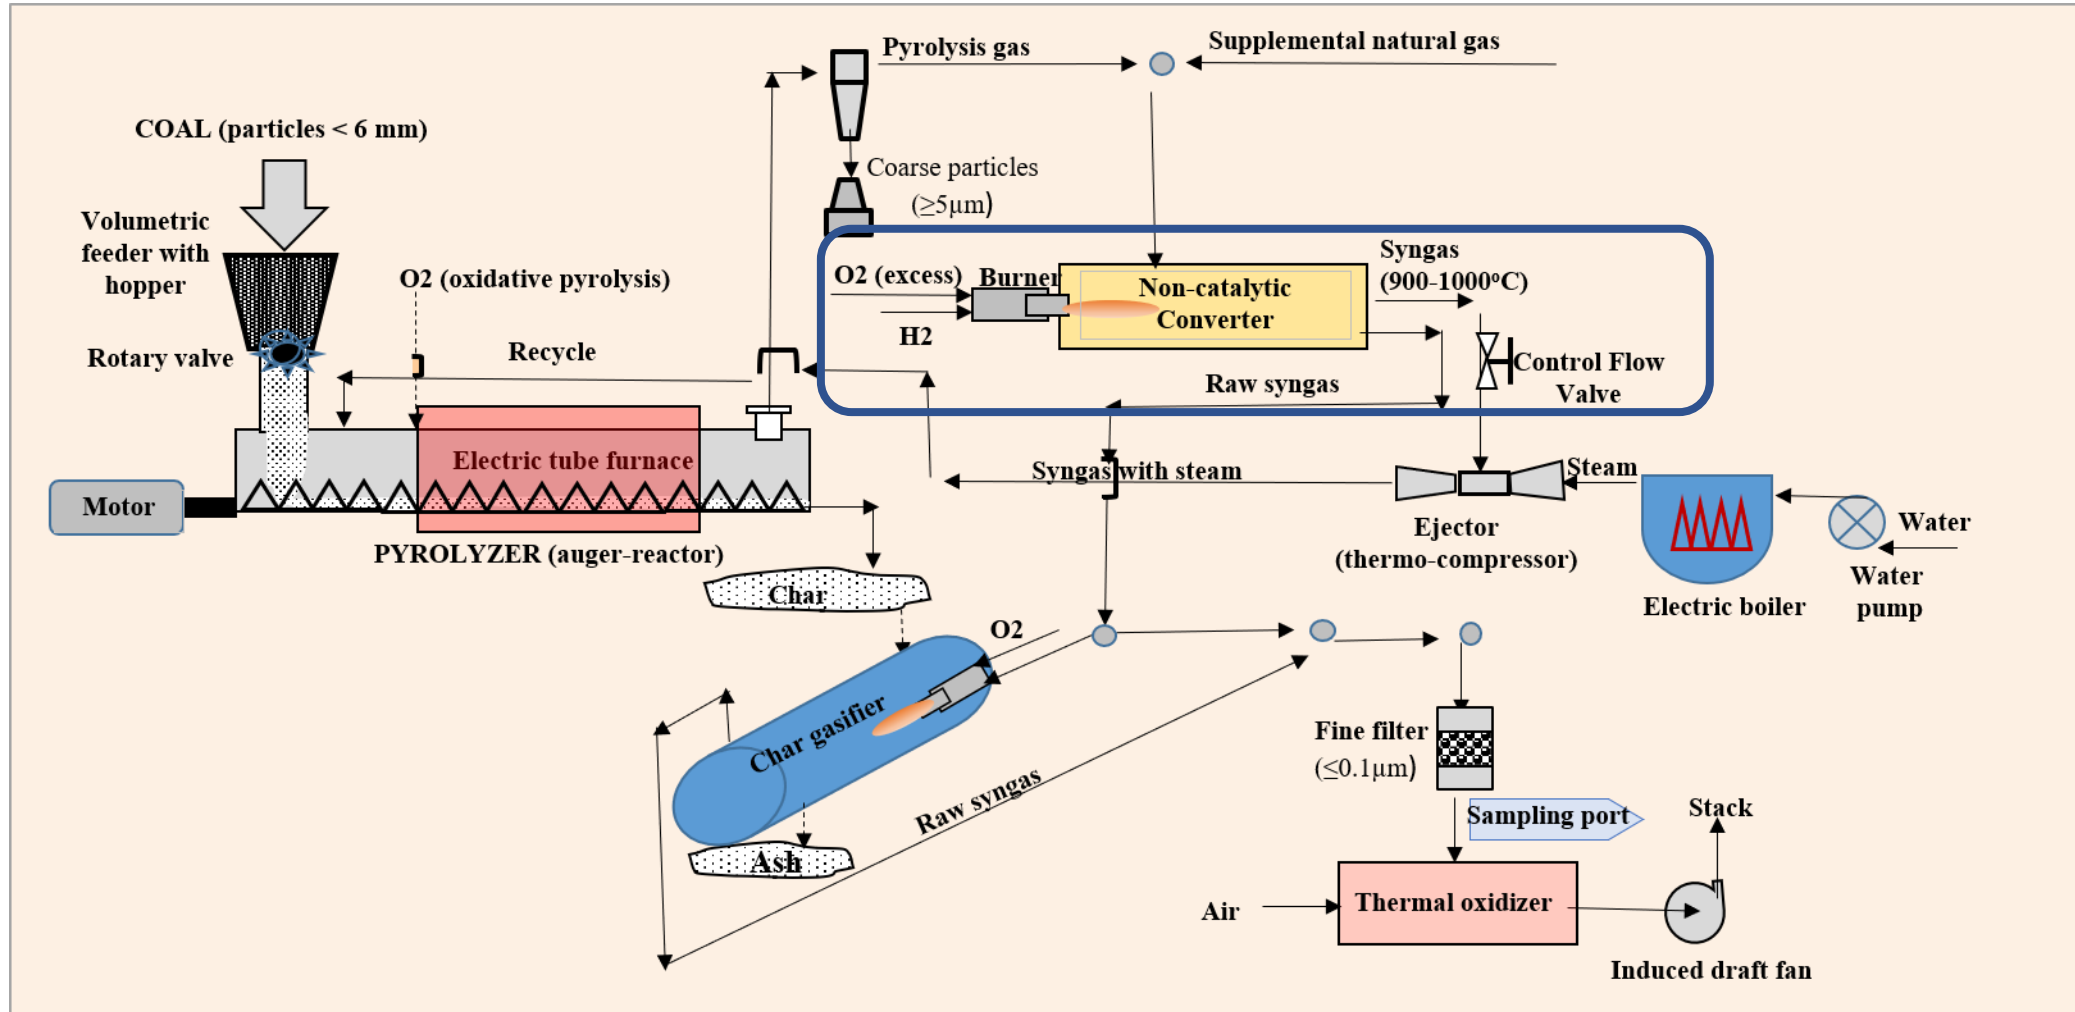 Pyrolysis gas
Supplemental natural gas
COAL (particles < 6 mm)
Coarse particles
(≥5µm)
Volumetric
feeder with
hopper
O2 (oxidative pyrolysis)
O2 (excess)
Burner
H2
Non-catalytic
Converter
Syngas
(900-1000ºC)
Rotary valve
Recycle
Raw syngas
Control Flow
Valve
Electric tube furnace
Motor
Syngas with steam
Steam
Ejector
(thermo-compressor)
Water
Water
pump
Electric boiler
PYROLYZER (auger-reactor)
Char
O2
Char gasifier
Raw syngas
Ash
Fine filter
(≤0.1µm)
Sampling port
Stack
Air
Thermal oxidizer
Induced draft fan